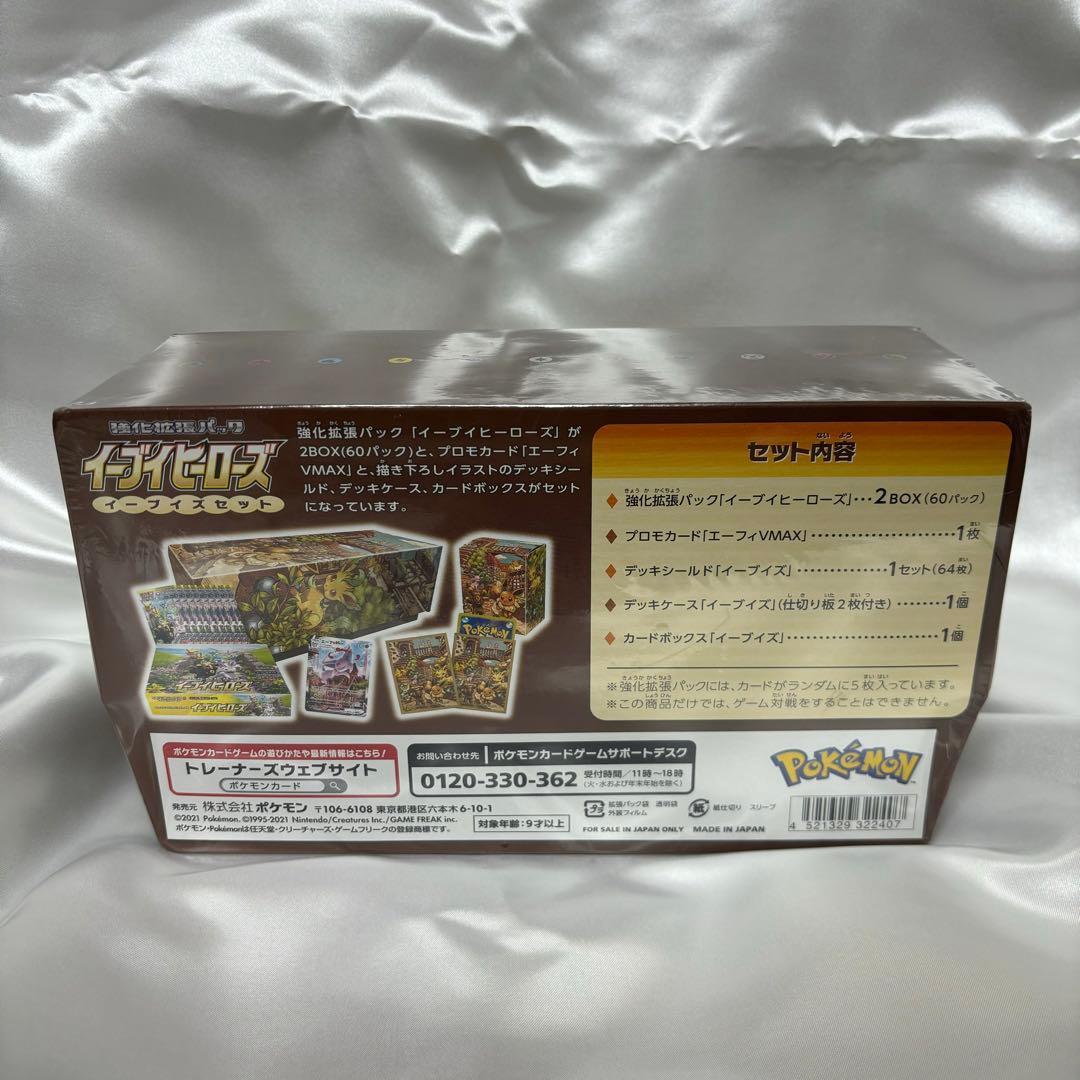 強化拡張パック
イーブイヒーローズ
イーブイズセット
強化拡張パック「イーブイヒーローズ」が
2BOX(60パック)と、プロモカード「エーフィ
VMAX」と、描き下ろしイラストのデッキシー
ルド、デッキケース、カードボックスがセット
になっています。
セット内容
強化拡張パック「イーブイヒーローズ」…2BOX(60パック)
プロモカード「エーフィVMAX」……………………1枚
デッキシールド「イーブイズ」……………1セット(64枚)
デッキケース「イーブイズ」(仕切り板2枚付き)………1個
カードボックス「イーブイズ」……………………1個
※強化拡張パックには、カードがランダムに5枚入っています。
※この商品だけでは、ゲーム対戦をすることはできません。
イーブイヒーローズ
イーブイヒーローズ
POKéMON
ポケモンカードゲームの遊びかたや最新情報はこちら!
トレーナーズウェブサイト
ポケモンカード
お問い合わせ先 ポケモンカードゲームサポートデスク
0120-330-362 受付時間/11時～18時
(火・水および年末年始を除く)
POKéMON
発売元 株式会社ポケモン 〒106-6108 東京都港区六本木6-10-1
©2021 Pokémon. ©1995-2021 Nintendo/Creatures Inc./GAME FREAK inc.
ポケモン・Pokémonは任天堂・クリーチャーズ・ゲームフリークの登録商標です。
対象年齢:9才以上
プラ 拡張パック袋 透明袋
外装フィルム
紙 紙仕切り スリーブ
FOR SALE IN JAPAN ONLY MADE IN JAPAN
4 521329 322407